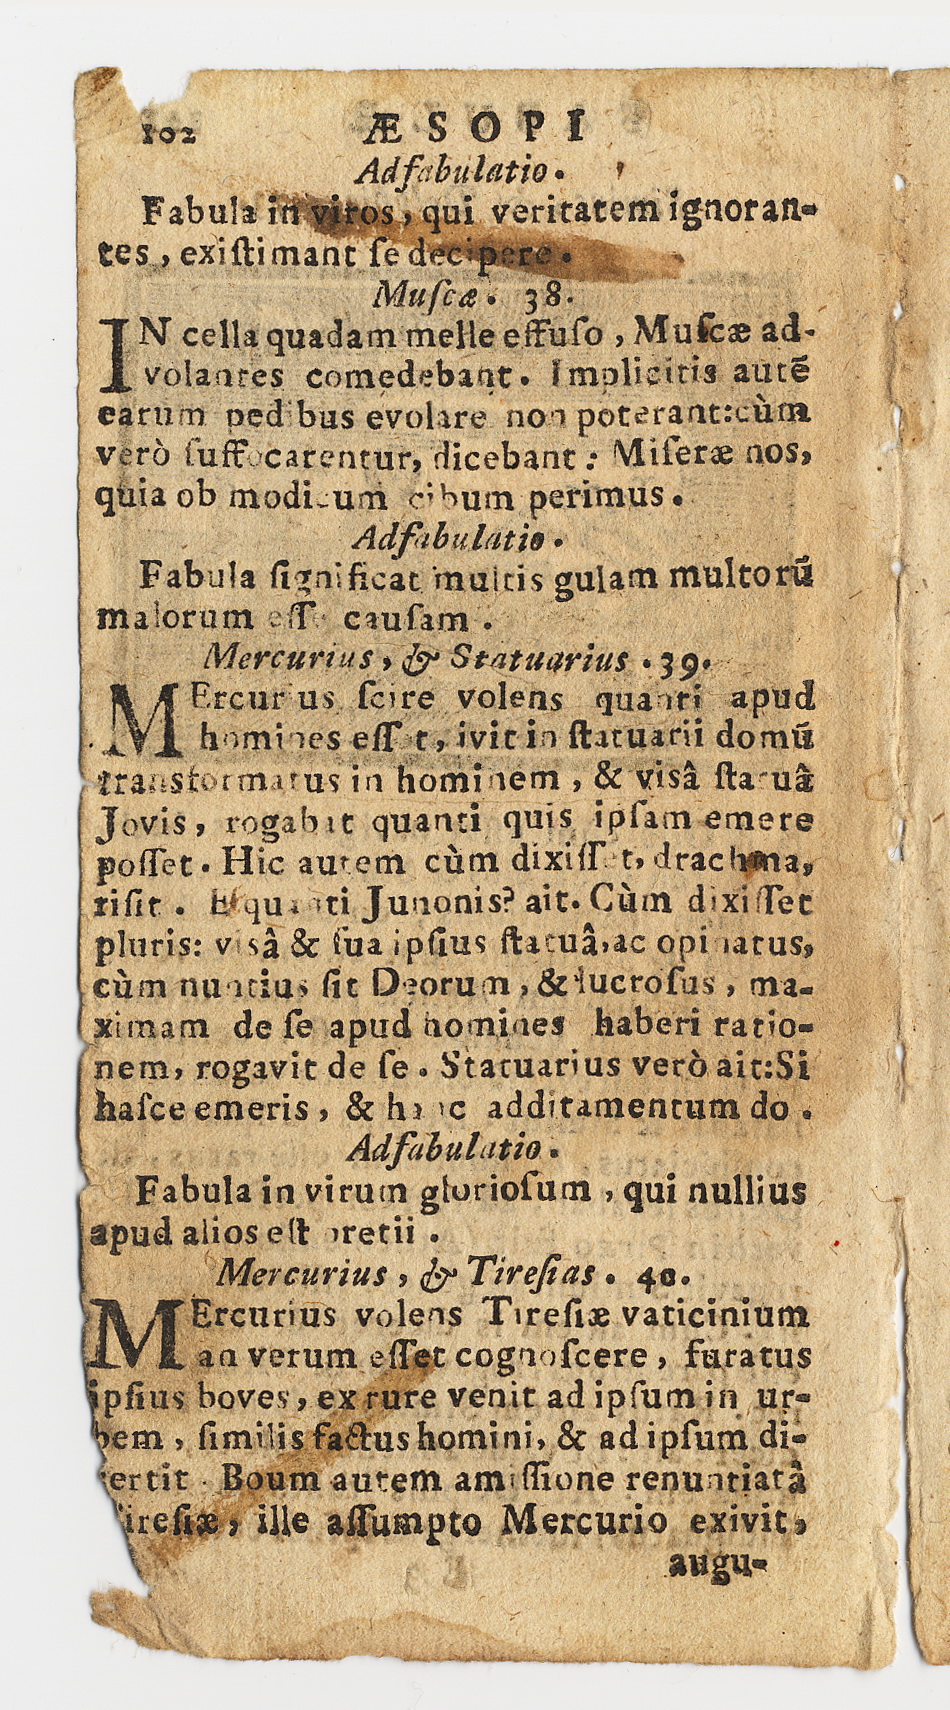 102 ÆSOPI
Adfabulatio.
Fabula in viros, qui veritatem ignoran-
tes, exiſtimant ſe decipere.
Muſcæ. 38.
IN cella quadam melle effuſo, Muſcæ ad-
volantes comedebant. Implicitis autē
earum pedibus evolare non poterant: cùm
verò ſuffocarentur, dicebant: Miſeræ nos,
quia ob modicum cibum perimus.
Adfabulatio.
Fabula ſignificat multis gulam multorū
malorum eſſe cauſam.
Mercurius, & Statuarius. 39.
MErcurius ſcire volens quanti apud
homines eſſet, ivit in ſtatuarii domū
transformatus in hominem, & visâ ſtatuâ
Jovis, rogabat quanti quis ipſam emere
poſſet. Hic autem cùm dixiſſet, drachma,
riſit. Et quanti Junonis? ait. Cùm dixiſſet
pluris: visâ & ſua ipſius ſtatuâ, ac opinatus,
cùm nuntius ſit Deorum, & lucroſus, ma-
ximam de ſe apud homines haberi ratio-
nem, rogavit de ſe. Statuarius verò ait: Si
haſce emeris, & hanc additamentum do.
Adfabulatio.
Fabula in virum glorioſum, qui nullius
apud alios eſt pretii.
Mercurius, & Tireſias. 40.
MErcurius volens Tireſiæ vaticinium
an verum eſſet cognoſcere, furatus
ipſius boves, ex rure venit ad ipſum in ur-
bem, ſimilis factus homini, & ad ipſum di-
vertit. Boum autem amiſſione renuntiatâ
Tireſiæ, ille aſſumpto Mercurio exivit,
augu-